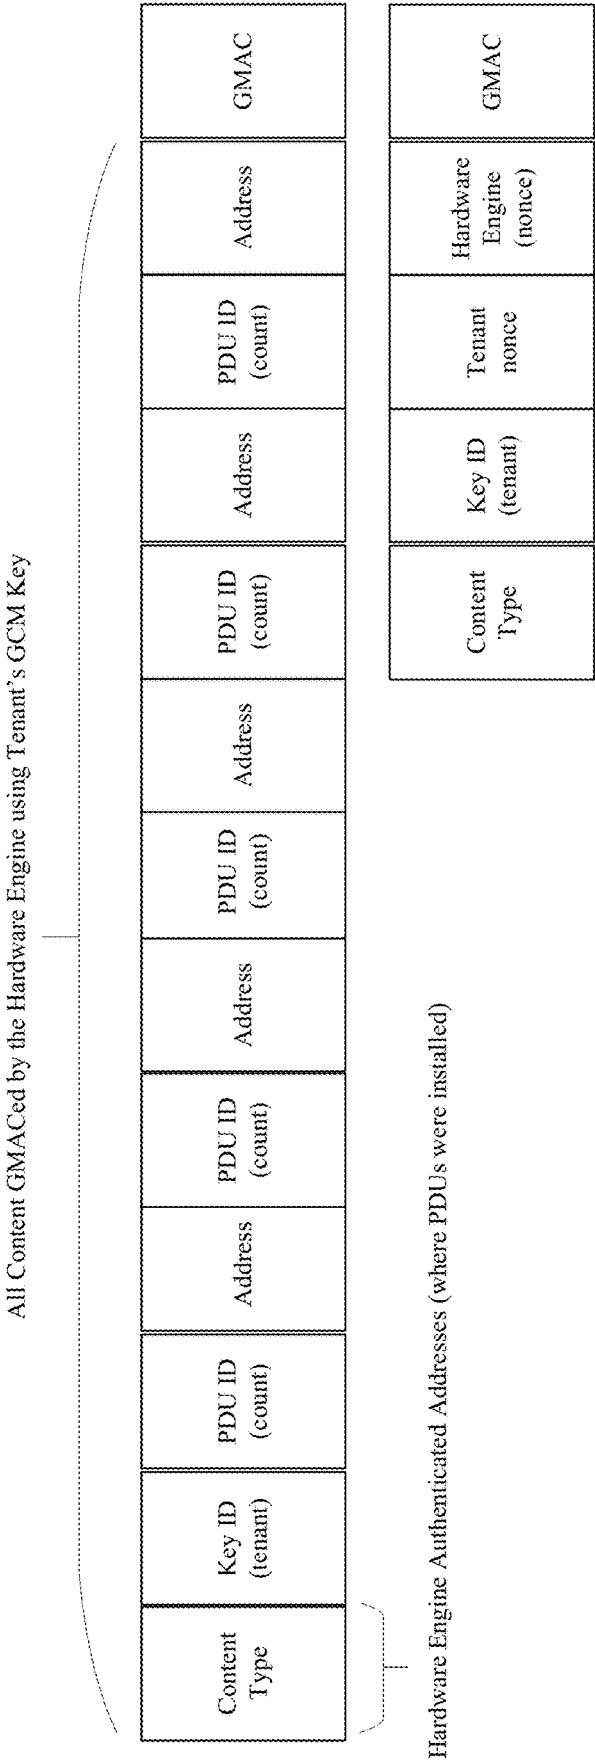 All Content GMACed by the Hardware Engine using Tenant's GCM Key
Content
Type
Key ID
(tenant)
PDU ID
(count)
Address
PDU ID
(count)
Address
PDU ID
(count)
Address
PDU ID
(count)
Address
PDU ID
(count)
Address
GMAC
Hardware Engine Authenticated Addresses (where PDUs were installed)
Content
Type
Key ID
(tenant)
Tenant
nonce
Hardware
Engine
(nonce)
GMAC